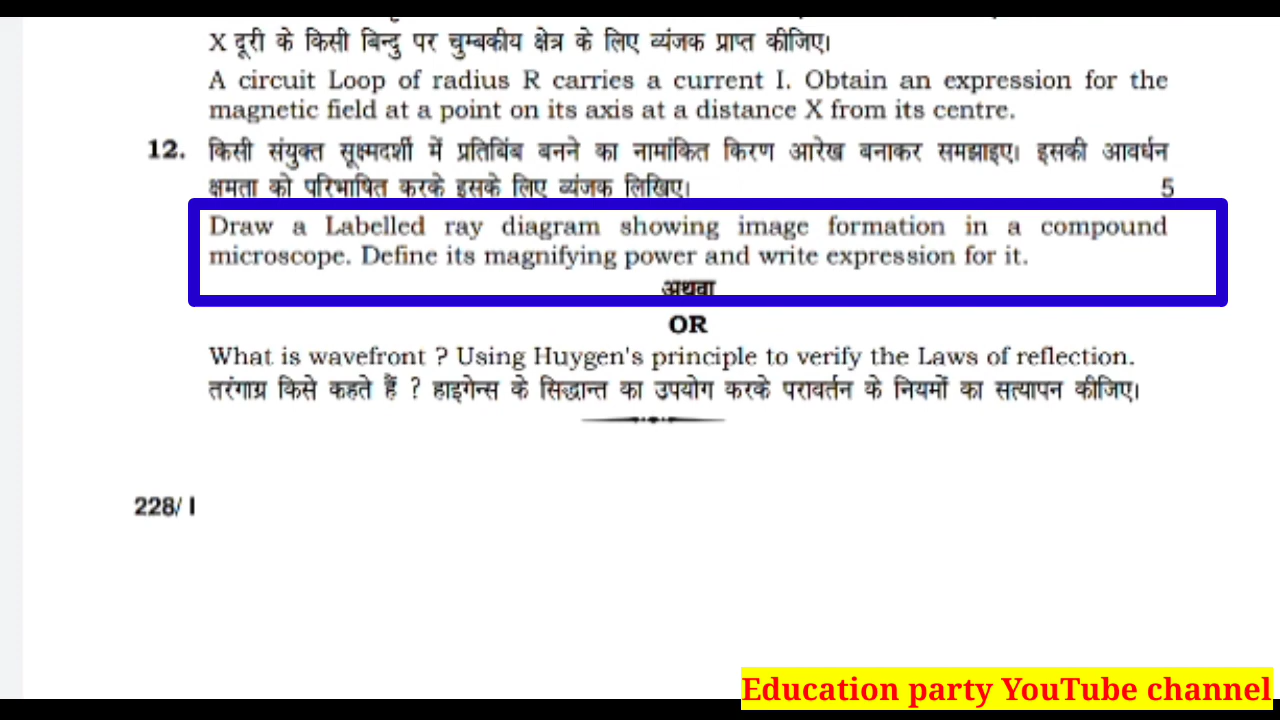 X दूरी के किसी बिन्दु पर चुम्बकीय क्षेत्र के लिए व्यंजक प्राप्त कीजिए।
A circuit Loop of radius R carries a current I. Obtain an expression for the
magnetic field at a point on its axis at a distance X from its centre.
12. किसी संयुक्त सूक्ष्मदर्शी में प्रतिबिंब बनने का नामांकित किरण आरेख बनाकर समझाइए। इसकी आवर्धन
क्षमता को परिभाषित करके इसके लिए व्यंजक लिखिए। 5
Draw a Labelled ray diagram showing image formation in a compound
microscope. Define its magnifying power and write expression for it.
अथवा
OR
What is wavefront ? Using Huygen's principle to verify the Laws of reflection.
तरंगाग्र किसे कहते हैं ? हाइगेन्स के सिद्धान्त का उपयोग करके परावर्तन के नियमों का सत्यापन कीजिए।
228/ I
Education party YouTube channel